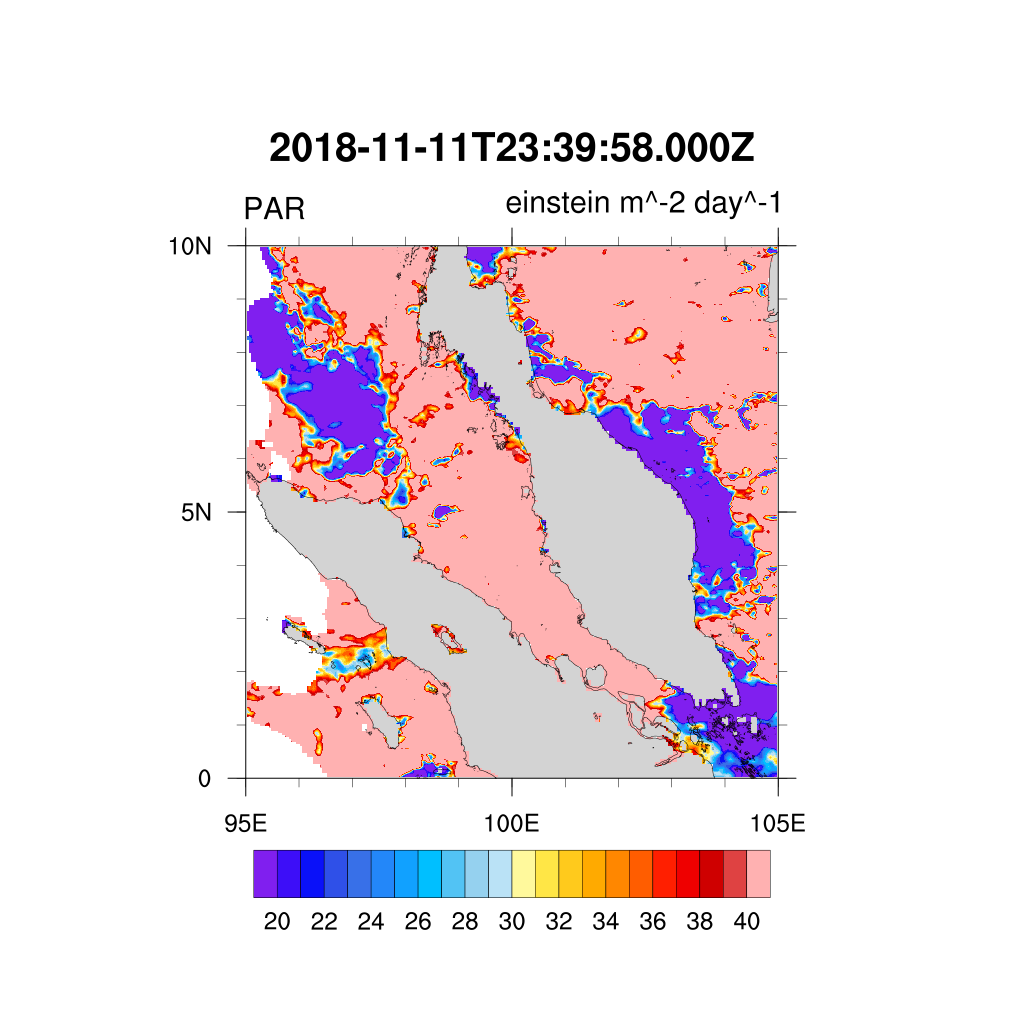 2018-11-11T23:39:58.000Z
PAR einstein m^-2 day^-1
10N
5N
0
95E 100E 105E
20 22 24 26 28 30 32 34 36 38 40